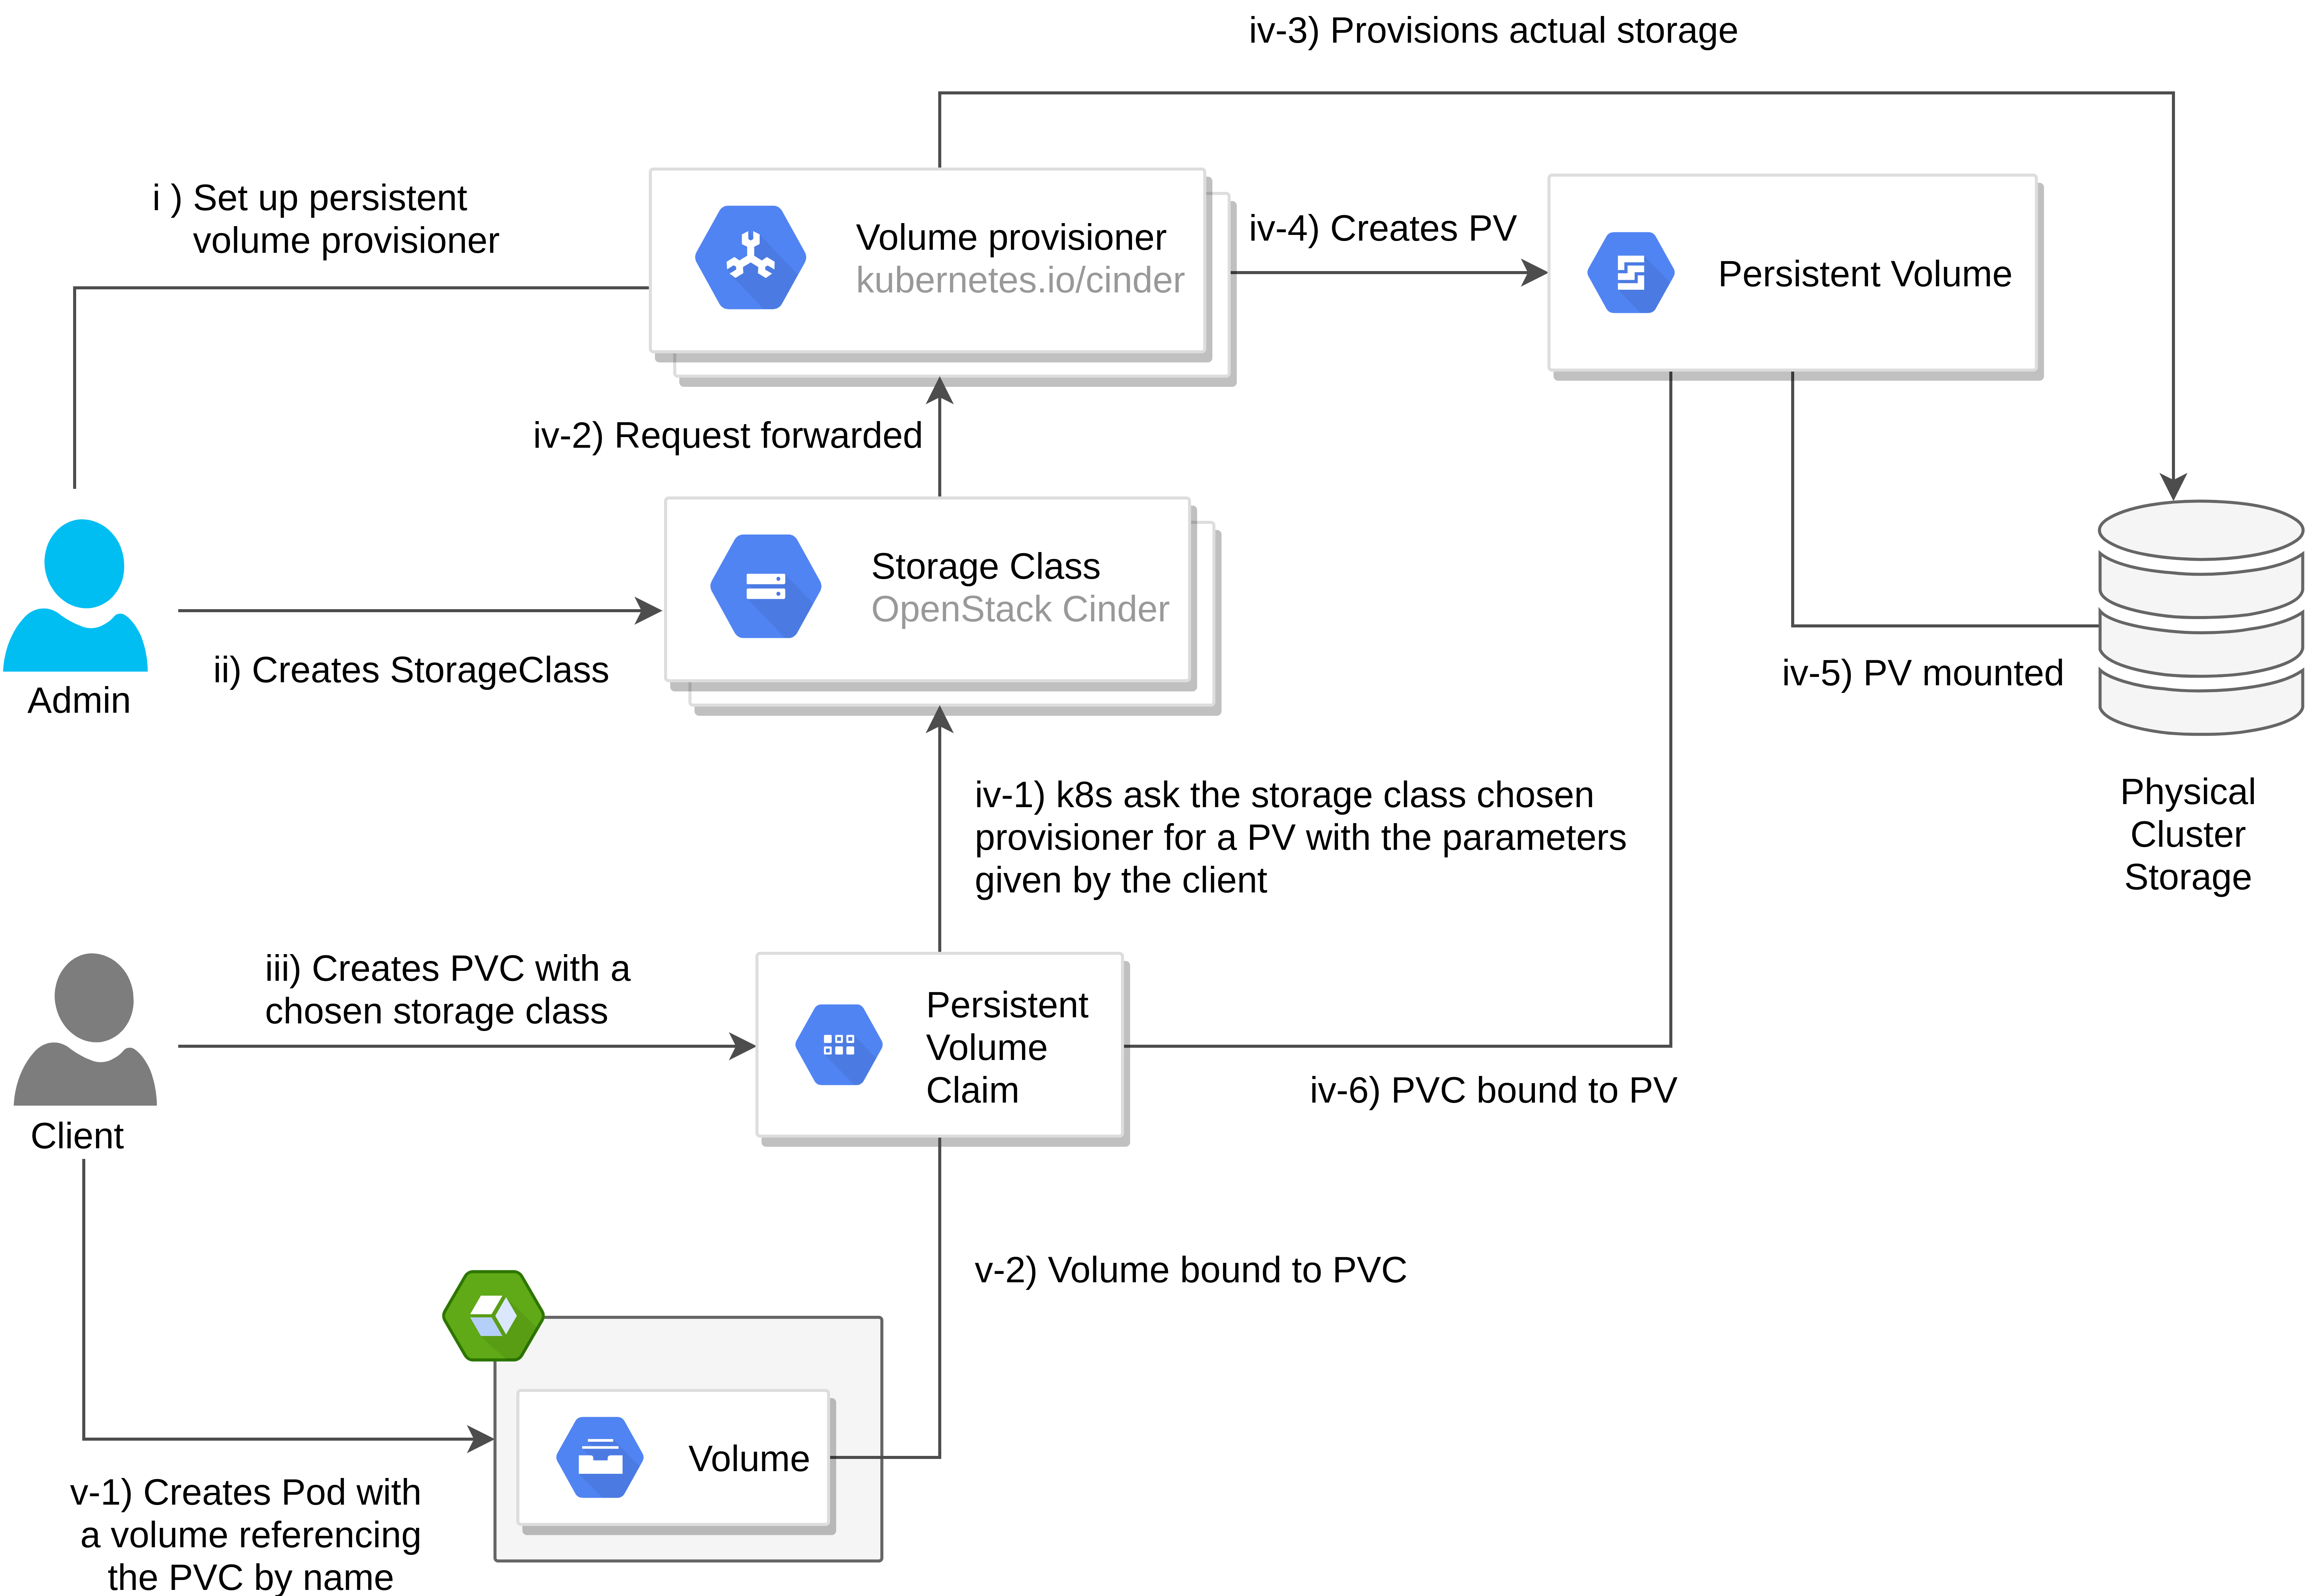 iv-3) Provisions actual storage
i ) Set up persistent
volume provisioner
Volume provisioner
kubernetes.io/cinder
iv-4) Creates PV
Persistent Volume
iv-2) Request forwarded
Storage Class
OpenStack Cinder
ii) Creates StorageClass
Admin
iv-5) PV mounted
Physical
Cluster
Storage
iv-1) k8s ask the storage class chosen
provisioner for a PV with the parameters
given by the client
iii) Creates PVC with a
chosen storage class
Persistent
Volume
Claim
iv-6) PVC bound to PV
Client
v-2) Volume bound to PVC
Volume
v-1) Creates Pod with
a volume referencing
the PVC by name